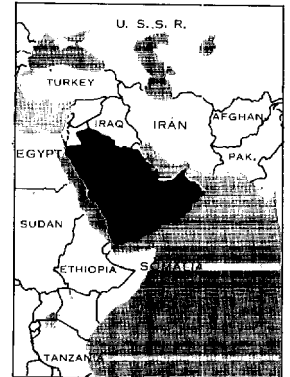 U. S. S. R.
TURKEY
IRAQ
IRAN
AFGHAN.
EGYPT
PAK.
SUDAN
ETHIOPIA
SOMALIA
TANZANIA